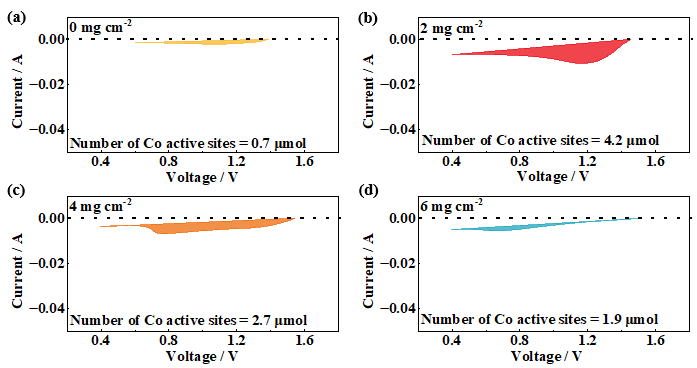 (a)
0 mg cm-2
0.00
−0.02
−0.04
Current / A
Number of Co active sites = 0.7 μmol
0.4 0.8 1.2 1.6
Voltage / V
(b)
2 mg cm-2
0.00
−0.02
−0.04
Current / A
Number of Co active sites = 4.2 μmol
0.4 0.8 1.2 1.6
Voltage / V
(c)
4 mg cm-2
0.00
−0.02
−0.04
Current / A
Number of Co active sites = 2.7 μmol
0.4 0.8 1.2 1.6
Voltage / V
(d)
6 mg cm-2
0.00
−0.02
−0.04
Current / A
Number of Co active sites = 1.9 μmol
0.4 0.8 1.2 1.6
Voltage / V